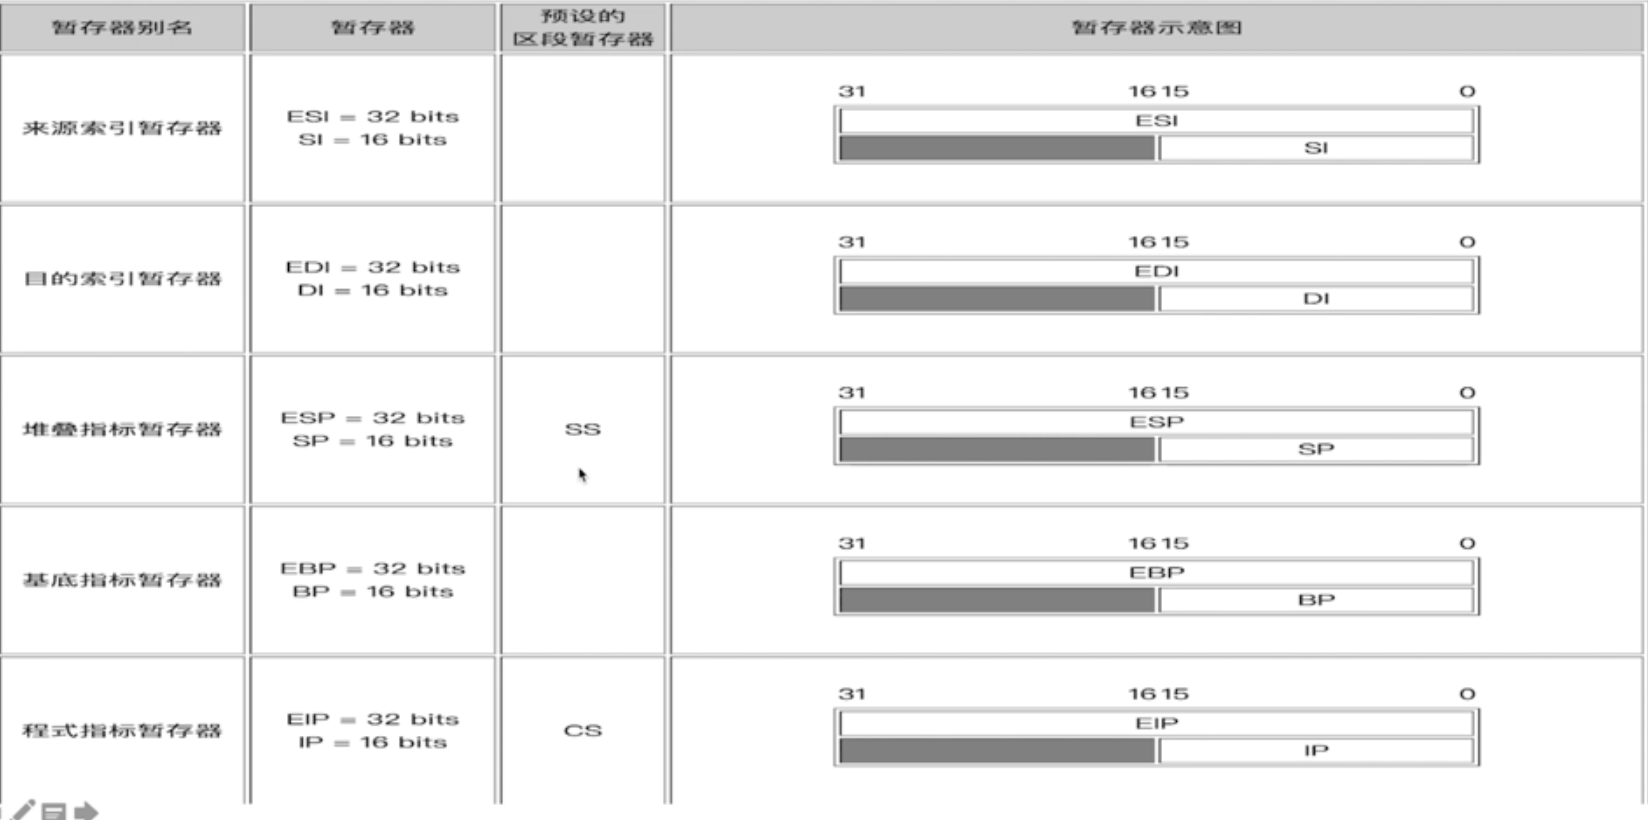 暂存器别名
暂存器
预设的
区段暂存器
暂存器示意图
来源索引暂存器
ESI = 32 bits
SI = 16 bits
31 16 15 0
ESI
SI
目的索引暂存器
EDI = 32 bits
DI = 16 bits
31 16 15 0
EDI
DI
堆叠指标暂存器
ESP = 32 bits
SP = 16 bits
SS
31 16 15 0
ESP
SP
基底指标暂存器
EBP = 32 bits
BP = 16 bits
31 16 15 0
EBP
BP
程式指标暂存器
EIP = 32 bits
IP = 16 bits
CS
31 16 15 0
EIP
IP